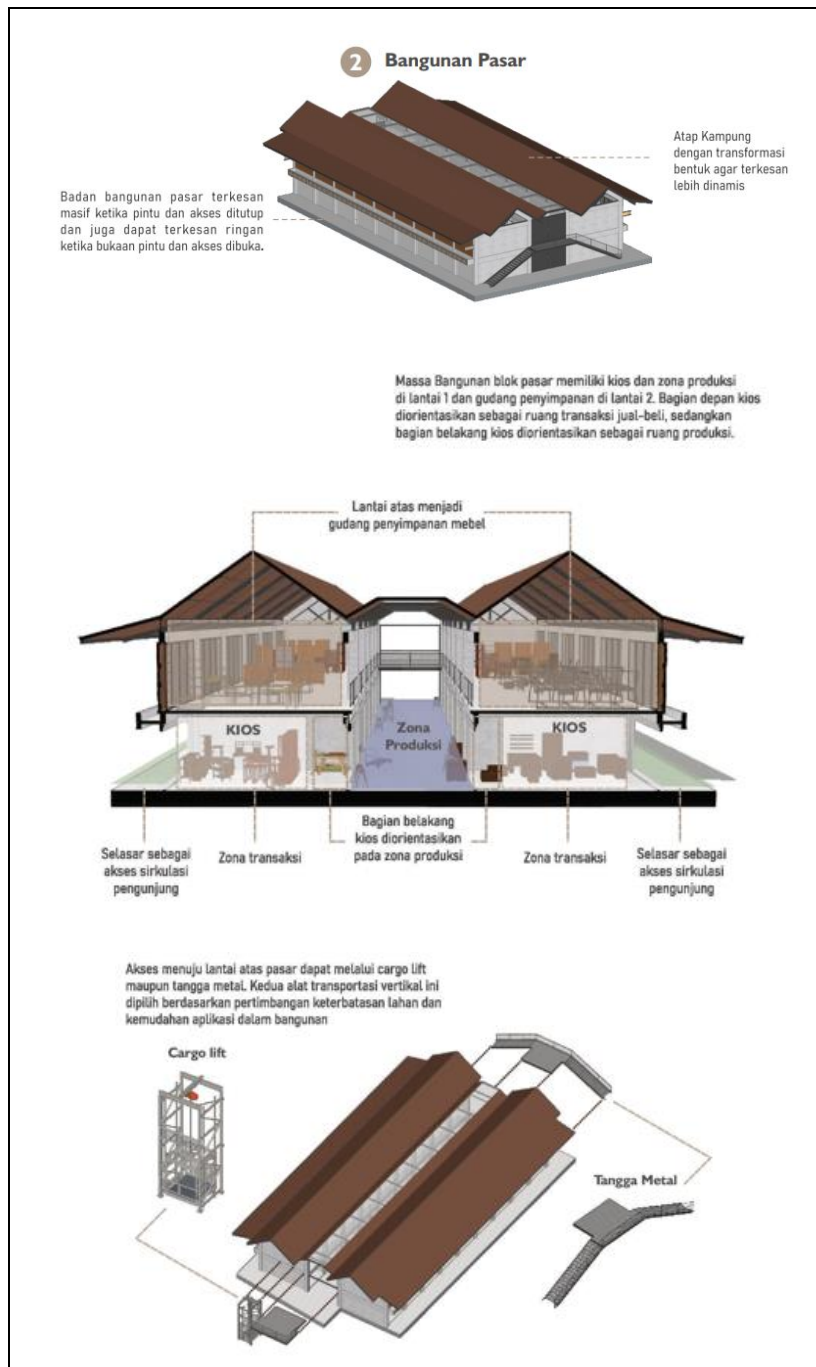 2 Bangunan Pasar
Atap Kampung
dengan transformasi
bentuk agar terkesan
lebih dinamis
Badan bangunan pasar terkesan
masif ketika pintu dan akses ditutup
dan juga dapat terkesan ringan
ketika bukaan pintu dan akses dibuka.
Massa Bangunan blok pasar memiliki kios dan zona produksi
di lantai 1 dan gudang penyimpanan di lantai 2. Bagian depan kios
diorientasikan sebagai ruang transaksi jual-beli, sedangkan
bagian belakang kios diorientasikan sebagai ruang produksi.
Lantai atas menjadi
gudang penyimpanan mebel
KIOS
Zona
Produksi
KIOS
Selasar sebagai
akses sirkulasi
pengunjung
Zona transaksi
Bagian belakang
kios diorientasikan
pada zona produksi
Zona transaksi
Selasar sebagai
akses sirkulasi
pengunjung
Akses menuju lantai atas pasar dapat melalui cargo lift
maupun tangga metal. Kedua alat transportasi vertikal ini
dipilih berdasarkan pertimbangan keterbatasan lahan dan
kemudahan aplikasi dalam bangunan
Cargo lift
Tangga Metal